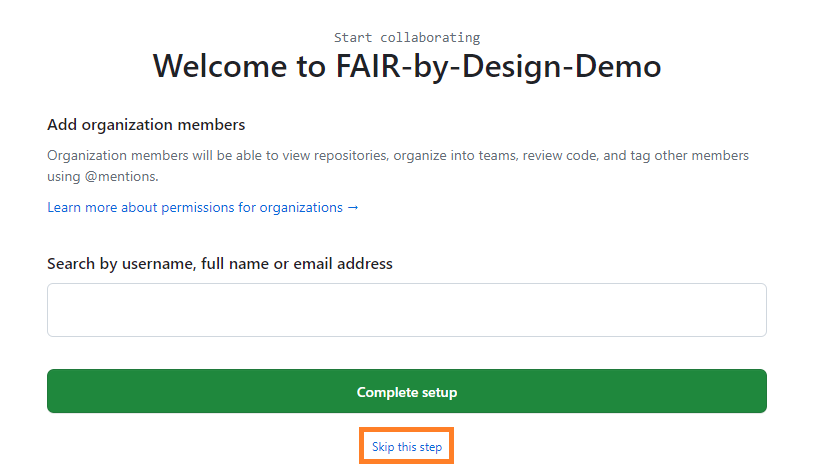 Start collaborating
Welcome to FAIR-by-Design-Demo
Add organization members
Organization members will be able to view repositories, organize into teams, review code, and tag other members
using @mentions.
Learn more about permissions for organizations →
Search by username, full name or email address
Complete setup
Skip this step